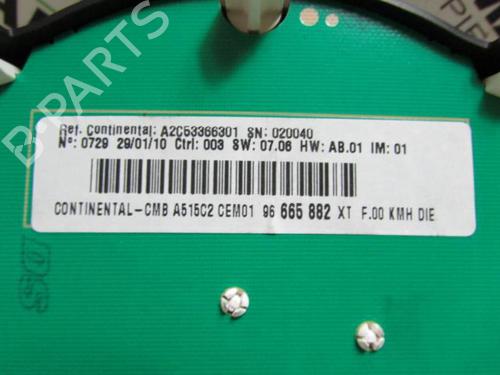 B-PARTS
Ref. Continental: A2C53366301 SN: 020040
Nº: 0729 29/01/10 Ctrl: 003 SW: 07.06 HW: AB.01 IM: 01
CONTINENTAL-CMB A515C2 CEM01 96 665 882 XT F.00 KMH DIE